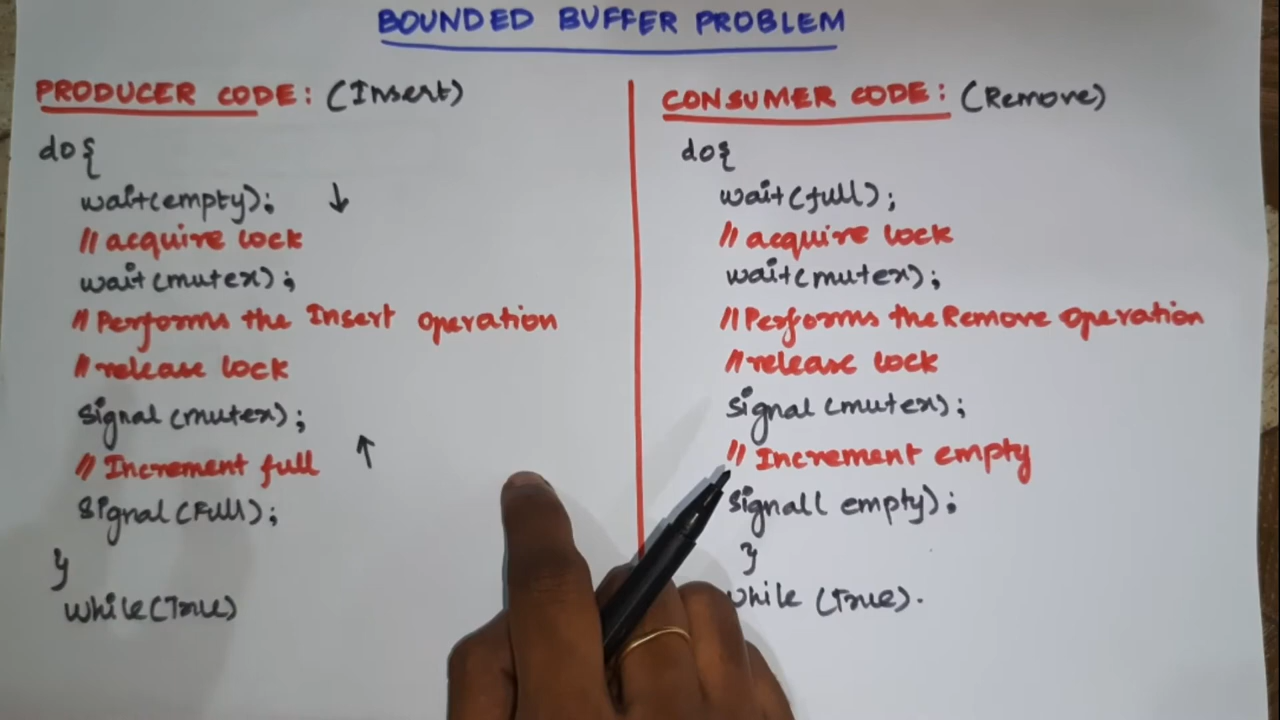 BOUNDED BUFFER PROBLEM
PRODUCER CODE: (Insert)
do{
wait(empty);
// acquire lock
wait(mutex);
// Performs the Insert operation
// release lock
signal(mutex);
// Increment full
signal(Full);
}
while(True)
CONSUMER CODE: (Remove)
do{
wait(full);
// acquire lock
wait(mutex);
// Performs the Remove operation
// release lock
signal(mutex);
// Increment empty
signal( empty);
}
while (True).